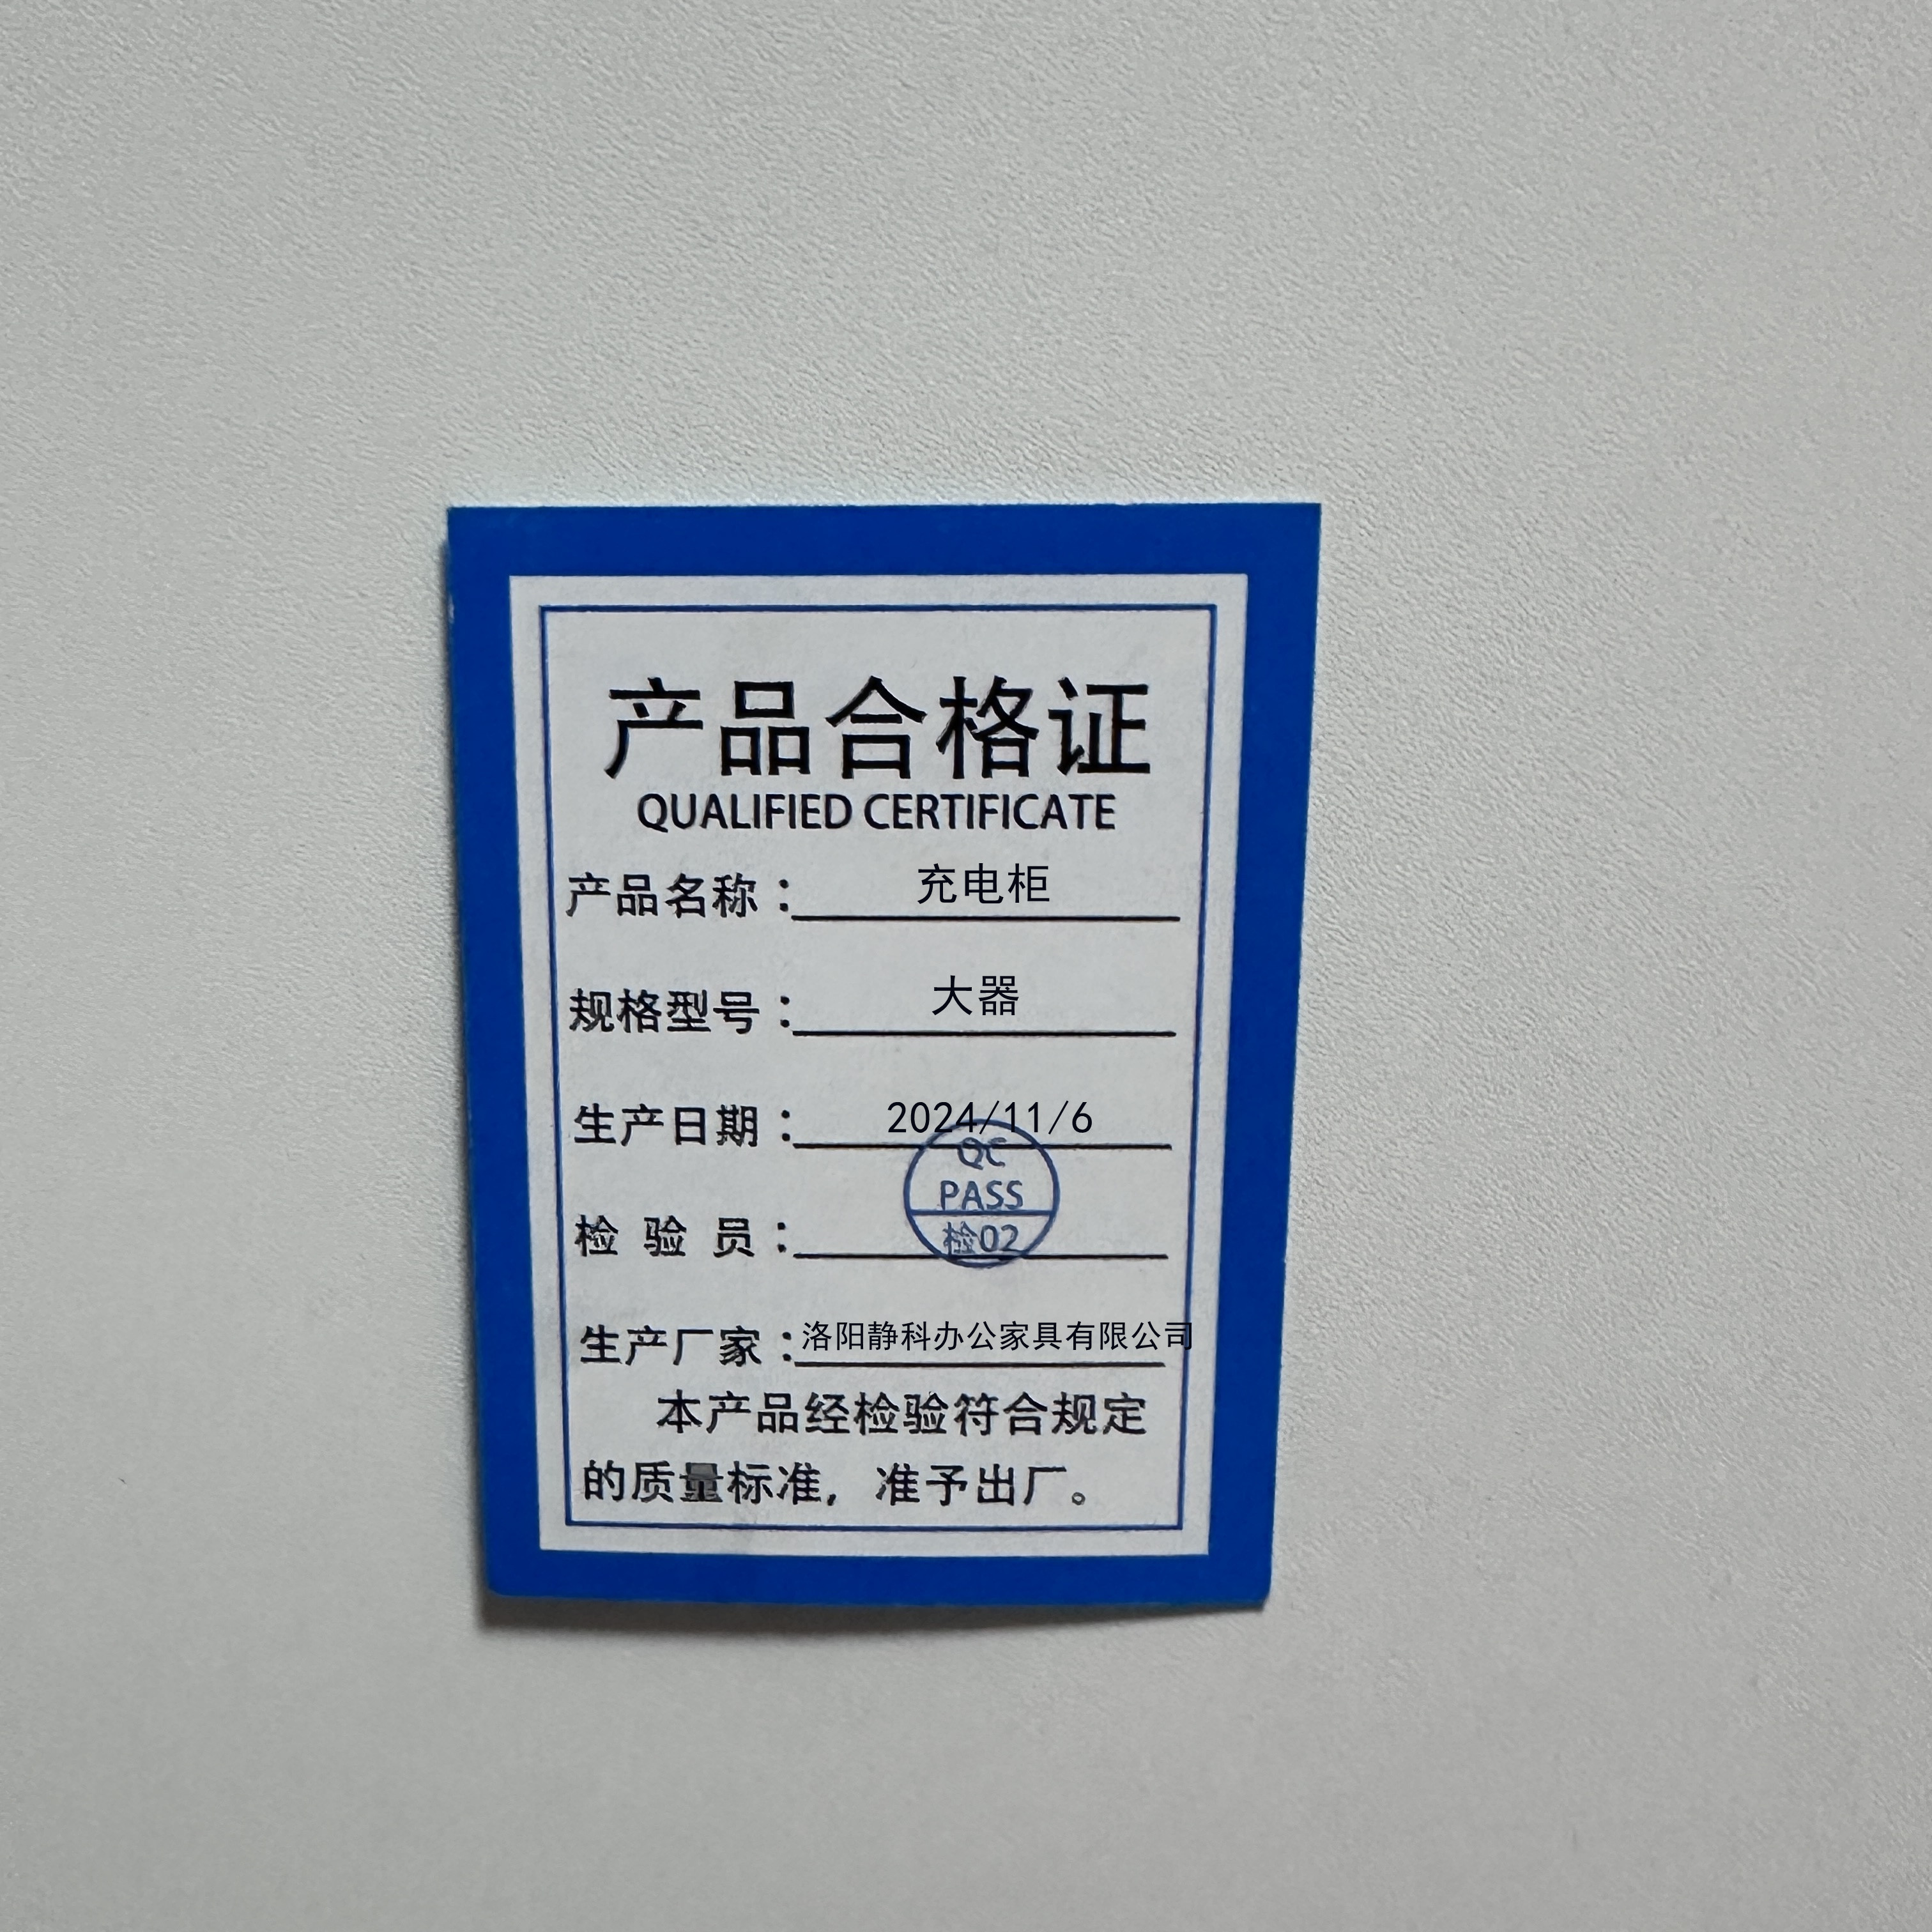 产品合格证
QUALIFIED CERTIFICATE
产品名称：充电柜
规格型号：大器
生产日期：2024/11/6
QC
PASS
检验员：检02
生产厂家：洛阳静科办公家具有限公司
本产品经检验符合规定
的质量标准，准予出厂。